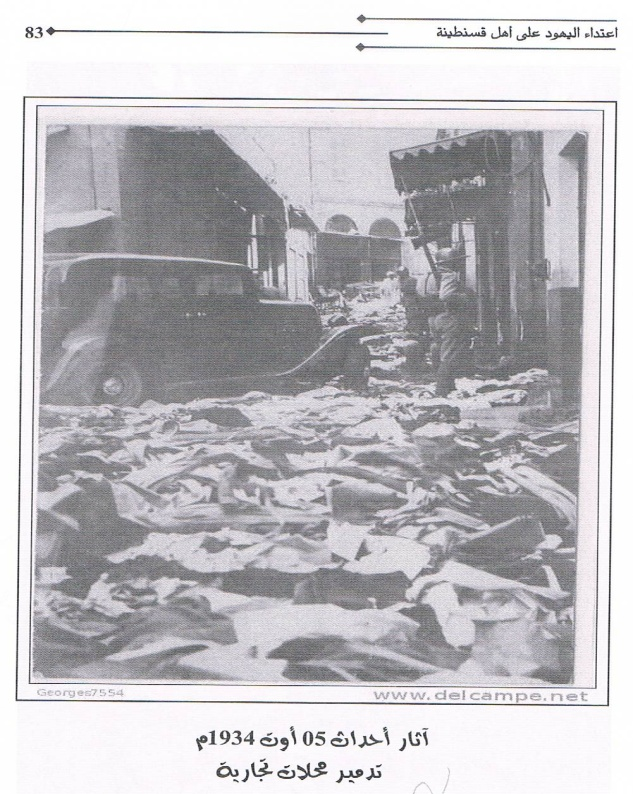 اعتداء اليهود على أهل قسنطينة
83
Georges7554
www.delcampe.net
آثار أحداث 05 أوت 1934م
تدمير محلات تجارية